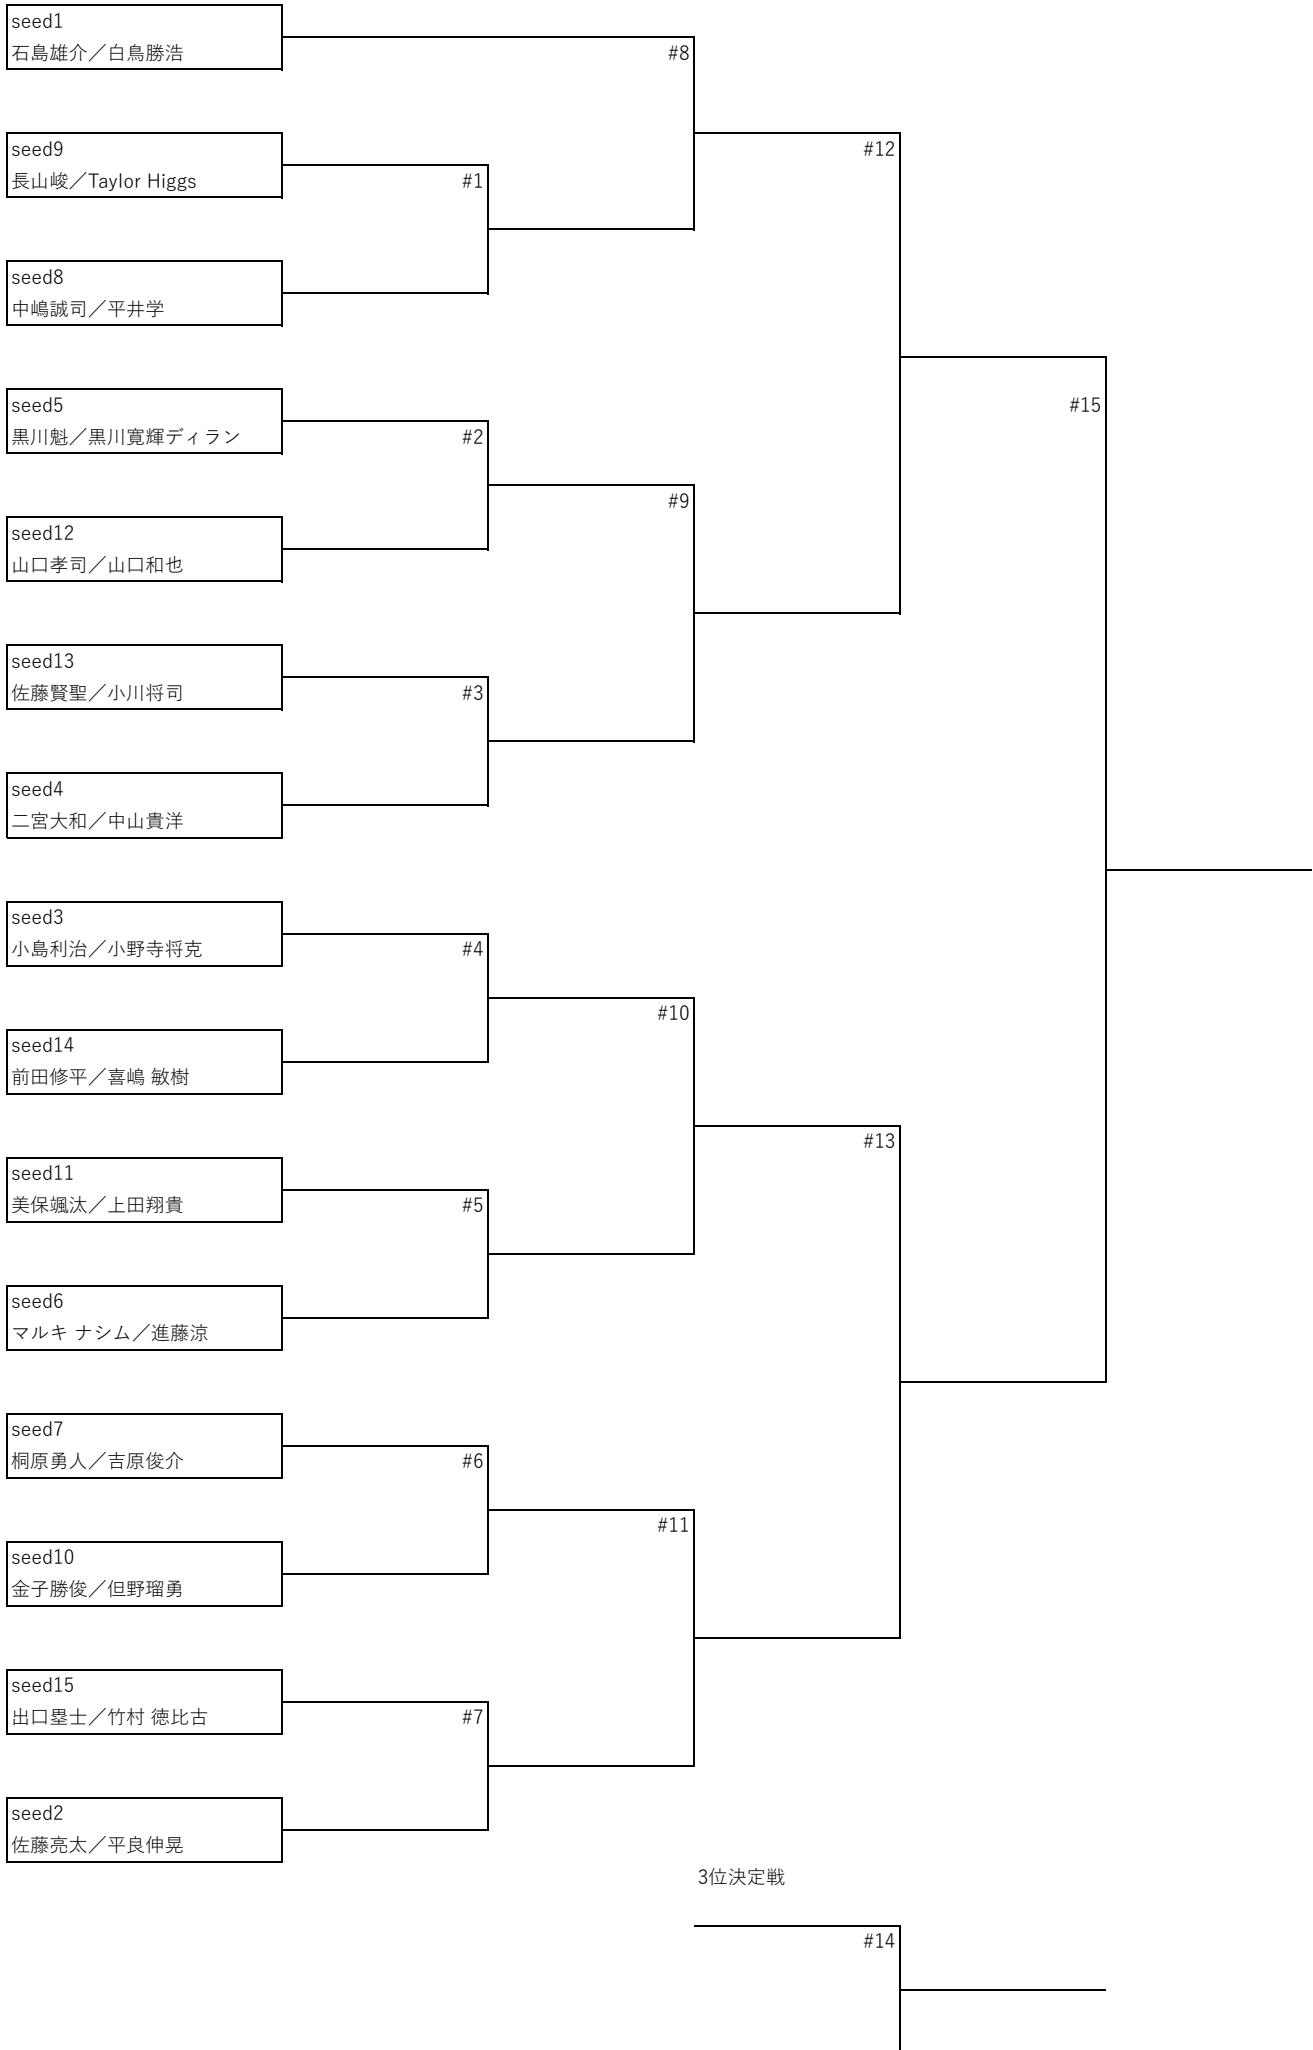 seed1
石島雄介／白鳥勝浩
#8
#12
seed9
長山峻／Taylor Higgs
#1
seed8
中嶋誠司／平井学
seed5
#15
黒川魁／黒川寛輝ディラン
#2
#9
seed12
山口孝司／山口和也
seed13
佐藤賢聖／小川将司
#3
seed4
二宮大和／中山貴洋
seed3
小島利治／小野寺将克
#4
#10
seed14
前田修平／喜嶋 敏樹
#13
seed11
美保颯汰／上田翔貴
#5
seed6
マルキ ナシム／進藤涼
seed7
桐原勇人／吉原俊介
#6
#11
seed10
金子勝俊／但野瑠勇
seed15
出口塁士／竹村 徳比古
#7
seed2
佐藤亮太／平良伸晃
3位決定戦
#14